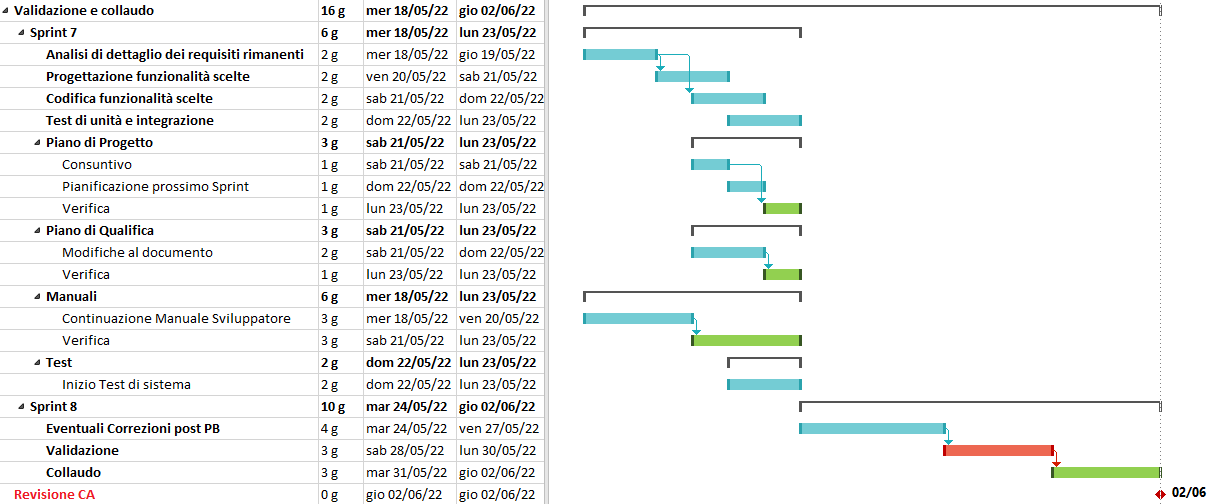 Validazione e collaudo 16 g mer 18/05/22 gio 02/06/22
Sprint 7 6 g mer 18/05/22 lun 23/05/22
Analisi di dettaglio dei requisiti rimanenti 2 g mer 18/05/22 gio 19/05/22
Progettazione funzionalità scelte 2 g ven 20/05/22 sab 21/05/22
Codifica funzionalità scelte 2 g sab 21/05/22 dom 22/05/22
Test di unità e integrazione 2 g dom 22/05/22 lun 23/05/22
Piano di Progetto 3 g sab 21/05/22 lun 23/05/22
Consuntivo 1 g sab 21/05/22 sab 21/05/22
Pianificazione prossimo Sprint 1 g dom 22/05/22 dom 22/05/22
Verifica 1 g lun 23/05/22 lun 23/05/22
Piano di Qualifica 3 g sab 21/05/22 lun 23/05/22
Modifiche al documento 2 g sab 21/05/22 dom 22/05/22
Verifica 1 g lun 23/05/22 lun 23/05/22
Manuali 6 g mer 18/05/22 lun 23/05/22
Continuazione Manuale Sviluppatore 3 g mer 18/05/22 ven 20/05/22
Verifica 3 g sab 21/05/22 lun 23/05/22
Test 2 g dom 22/05/22 lun 23/05/22
Inizio Test di sistema 2 g dom 22/05/22 lun 23/05/22
Sprint 8 10 g mar 24/05/22 gio 02/06/22
Eventuali Correzioni post PB 4 g mar 24/05/22 ven 27/05/22
Validazione 3 g sab 28/05/22 lun 30/05/22
Collaudo 3 g mar 31/05/22 gio 02/06/22
Revisione CA 0 g gio 02/06/22 gio 02/06/22 02/06